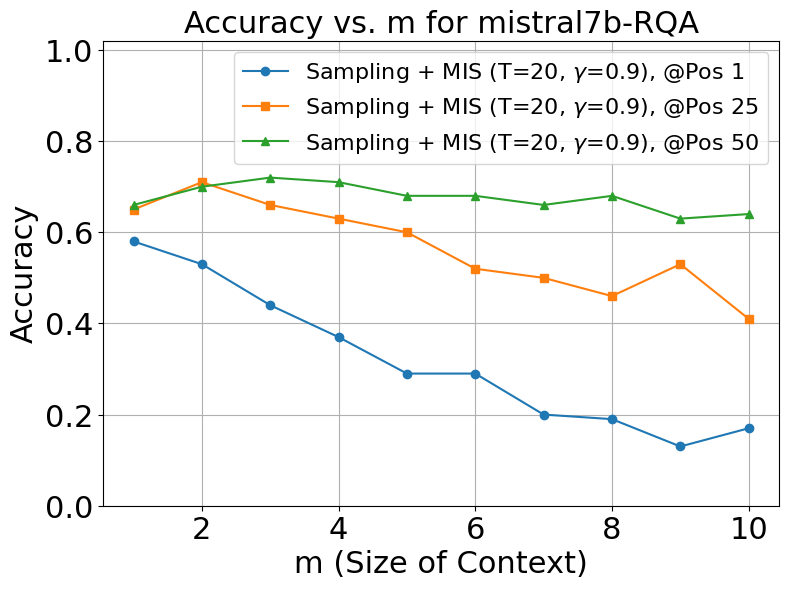 Accuracy vs. m for mistral7b-RQA
1.0
Sampling + MIS (T=20, γ=0.9), @Pos 1
Sampling + MIS (T=20, γ=0.9), @Pos 25
Sampling + MIS (T=20, γ=0.9), @Pos 50
0.8
0.6
Accuracy
0.4
0.2
0.0
2 4 6 8 10
m (Size of Context)